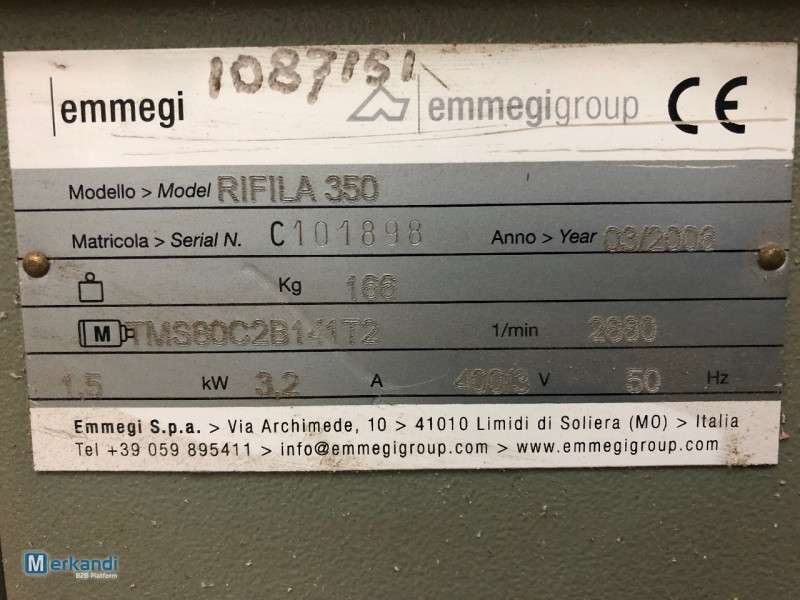 1087151
emmegi emmegigroup CE
Modello > Model RIFILA 350
Matricola > Serial N. C101898 Anno > Year 03/2006
Kg 166
M 1/min
1.5 kW 3,2 A 400/3 V 50 Hz
Emmegi S.p.a. > Via Archimede, 10 > 41010 Limidi di Soliera (MO) > Italia
Tel +39 059 895411 > info@emmegigroup.com > www.emmegigroup.com
Merkandi
B2B Platform